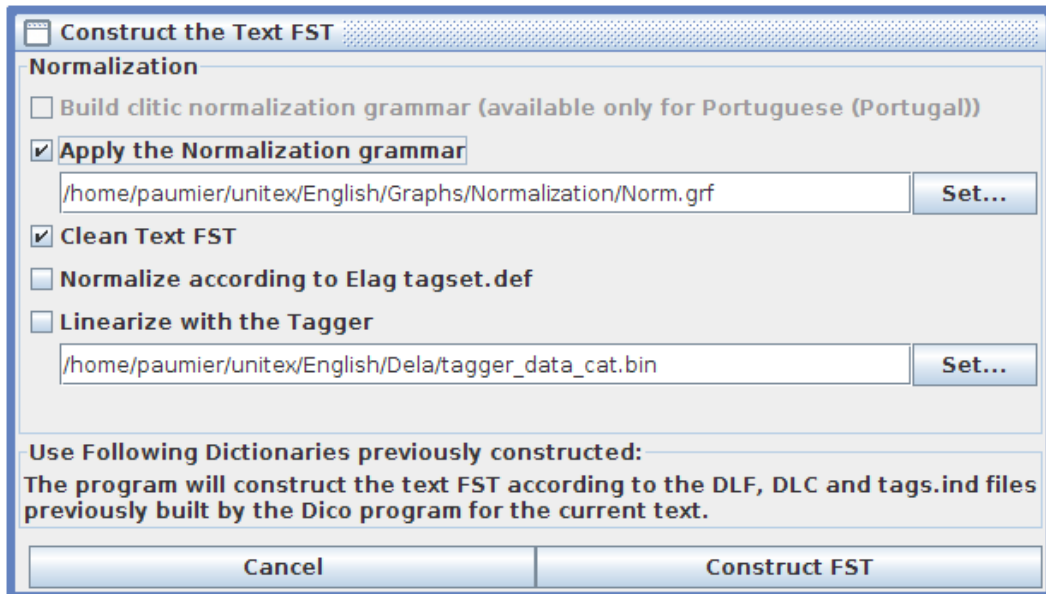 Construct the Text FST
Normalization
Build clitic normalization grammar (available only for Portuguese (Portugal))
Apply the Normalization grammar
/home/paumier/unitex/English/Graphs/Normalization/Norm.grf
Set...
Clean Text FST
Normalize according to Elag tagset.def
Linearize with the Tagger
/home/paumier/unitex/English/Dela/tagger_data_cat.bin
Set...
Use Following Dictionaries previously constructed:
The program will construct the text FST according to the DLF, DLC and tags.ind files
previously built by the Dico program for the current text.
Cancel
Construct FST